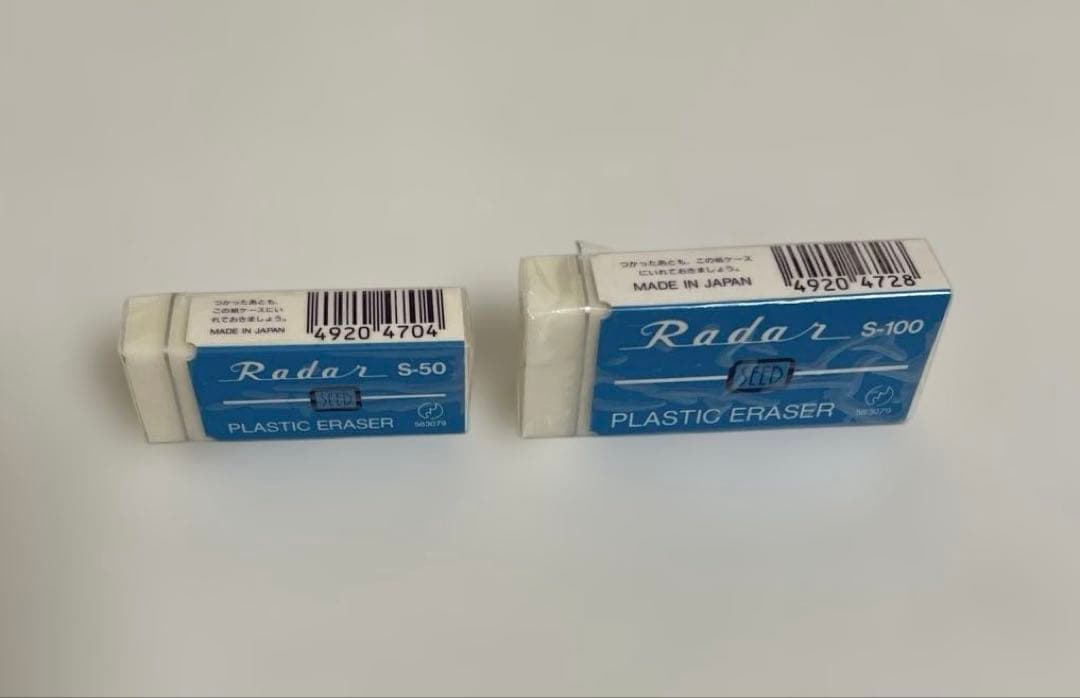 つかったあとも、
この紙ケースにい
れておきましょう。
MADE IN JAPAN
4920 4704
Radar S-50
SEED
PLASTIC ERASER
583079
つかったあとも、この紙ケース
にいれておきましょう。
MADE IN JAPAN
4920 4728
Radar S-100
SEED
PLASTIC ERASER
583079